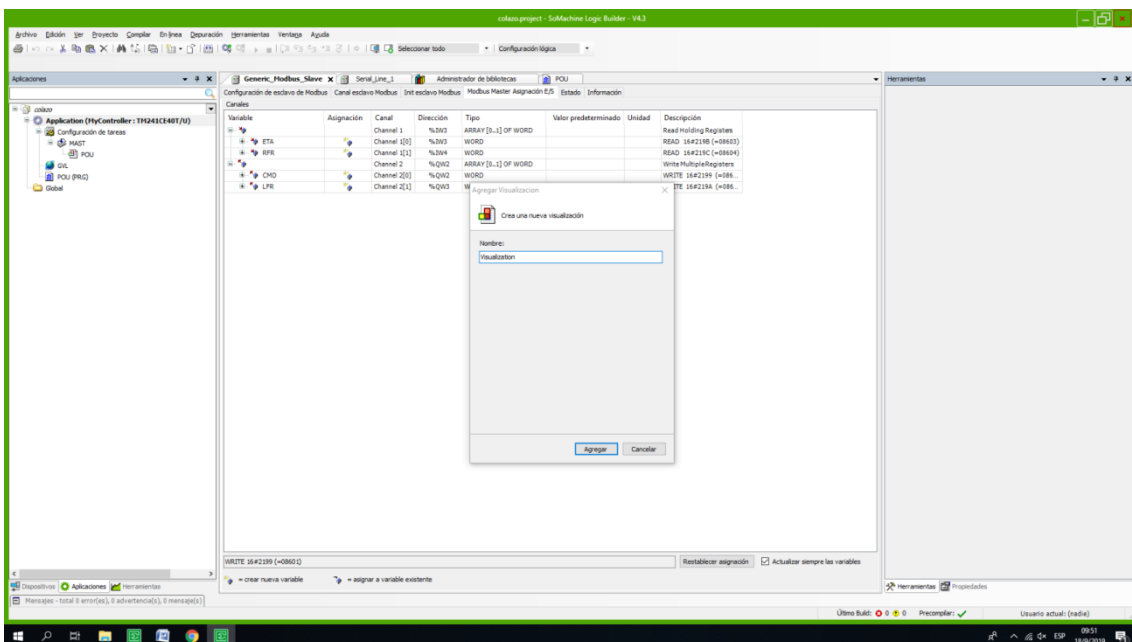 colazo.project - SoMachine Logic Builder - V4.3
Archivo Edición Ver Proyecto Compilar En línea Depuración Herramientas Ventana Ayuda
Seleccionar todo Configuración lógica
Aplicaciones
Generic_Modbus_Slave Serial_Line_1 Administrador de bibliotecas POU
Herramientas
Configuración de esclavo de Modbus Canal esclavo Modbus Init esclavo Modbus Modbus Master Asignación E/S Estado Información
Canales
colazo
Application (MyController : TM241CE40T/U)
Configuración de tareas
MAST
POU
GVL
POU (PRG)
Global
Variable Asignación Canal Dirección Tipo Valor predeterminado Unidad Descripción
Channel 1 %IW3 ARRAY [0..1] OF WORD Read Holding Registers
ETA Channel 1[0] %IW3 WORD READ 16#219B (=08603)
RFR Channel 1[1] %IW4 WORD READ 16#219C (=08604)
Channel 2 %QW2 ARRAY [0..1] OF WORD Write Multiple Registers
CMD Channel 2[0] %QW2 WORD WRITE 16#2199 (=086...
LFR Channel 2[1] %QW3 W ITE 16#219A (=086...
Agregar Visualizacion
Crea una nueva visualización
Nombre:
Visualization
Agregar Cancelar
WRITE 16#2199 (=08601)
Restablecer asignación Actualizar siempre las variables
= crear nueva variable = asignar a variable existente
Dispositivos Aplicaciones Herramientas
Herramientas Propiedades
Mensajes - total 0 error(es), 0 advertencia(s), 0 mensaje(s)
Último Build: 0 0 Precompilar: Usuario actual: (nadie)
ESP 09:51
18/9/2019